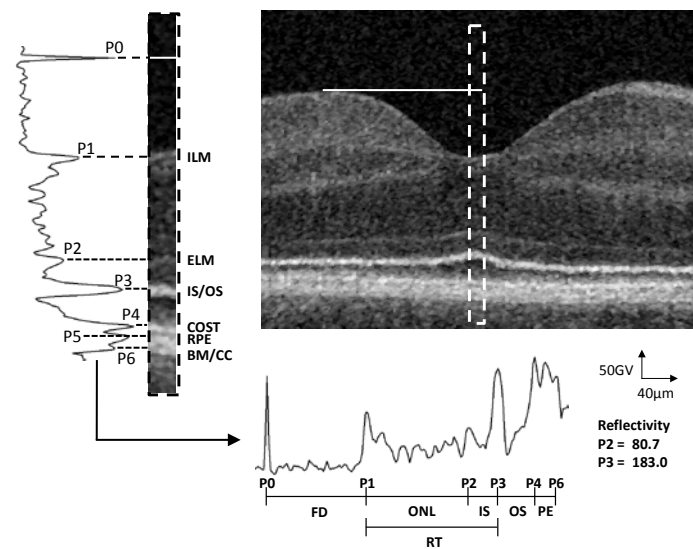 P0
P1
ILM
P2
ELM
P3
IS/OS
P4
COST
P5
RPE
P6
BM/CC
50GV
40µm
Reflectivity
P2 = 80.7
P3 = 183.0
P0 P1 P2 P3 P4 P6
FD ONL IS OS PE
RT